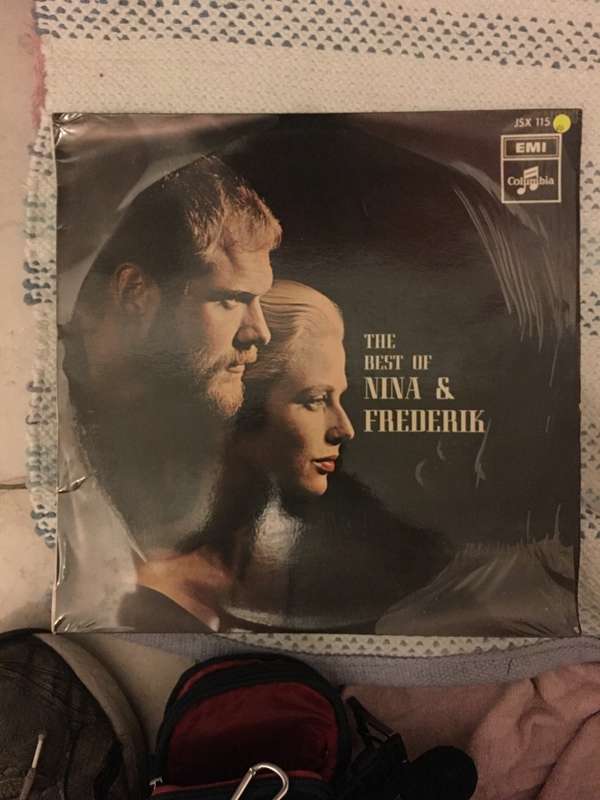 JSX 115
EMI
Columbia
THE
BEST OF
NINA &
FREDERIK